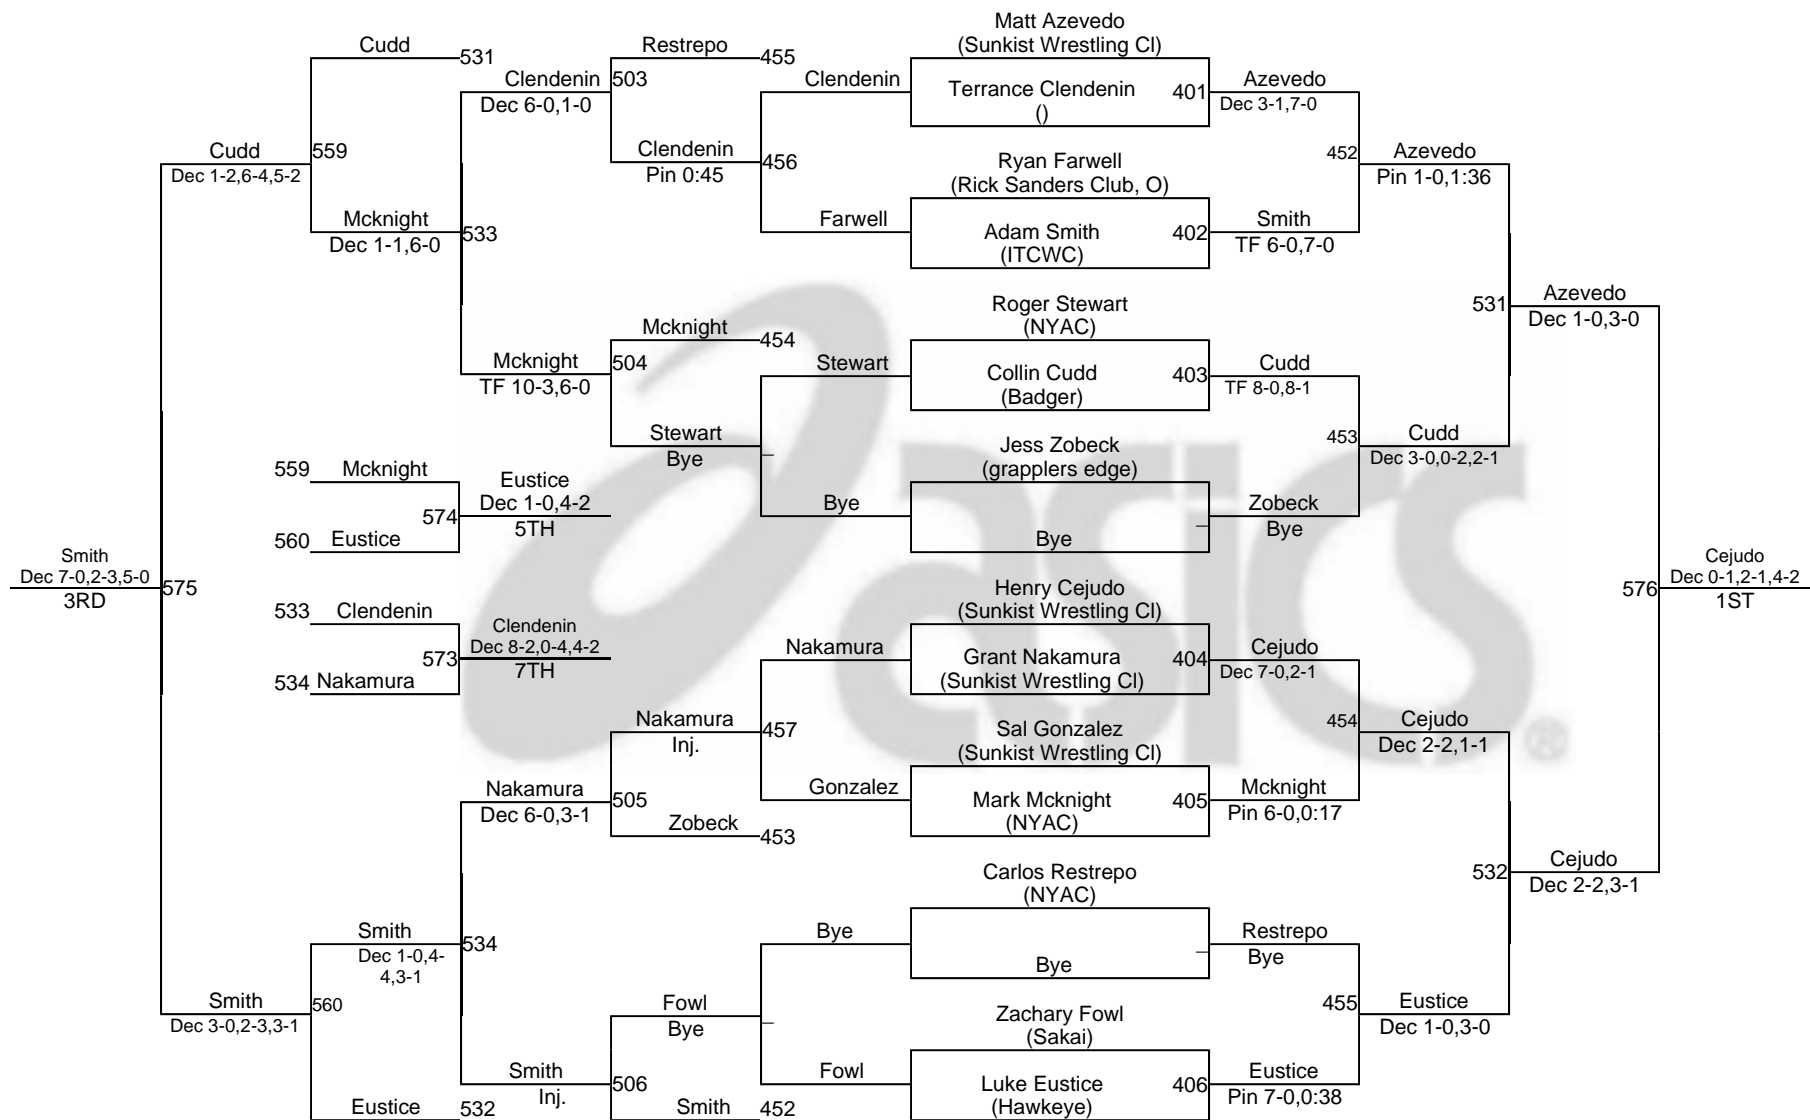 Matt Azevedo
(Sunkist Wrestling Cl)
Cudd
531
Restrepo
455
Clendenin
503
Dec 6-0,1-0
Clendenin
Terrance Clendenin
()
401
Azevedo
Dec 3-1,7-0
Cudd
Dec 1-2,6-4,5-2
559
Clendenin
Pin 0:45
456
Ryan Farwell
(Rick Sanders Club, O)
452
Azevedo
Pin 1-0,1:36
Mcknight
Dec 1-1,6-0
533
Farwell
Adam Smith
(ITCWC)
402
Smith
TF 6-0,7-0
Roger Stewart
(NYAC)
531
Azevedo
Dec 1-0,3-0
Mcknight
454
Mcknight
TF 10-3,6-0
504
Stewart
Collin Cudd
(Badger)
403
Cudd
TF 8-0,8-1
Stewart
Bye
Jess Zobeck
(grapplers edge)
453
Cudd
Dec 3-0,0-2,2-1
559
Mcknight
Eustice
Dec 1-0,4-2
5TH
574
560
Eustice
Bye
Bye
Zobeck
Bye
Smith
Dec 7-0,2-3,5-0
3RD
575
Henry Cejudo
(Sunkist Wrestling Cl)
576
Cejudo
Dec 0-1,2-1,4-2
1ST
533
Clendenin
Clendenin
Dec 8-2,0-4,4-2
7TH
573
534
Nakamura
Nakamura
Grant Nakamura
(Sunkist Wrestling Cl)
404
Cejudo
Dec 7-0,2-1
asics
®
Nakamura
Inj.
457
Sal Gonzalez
(Sunkist Wrestling Cl)
454
Cejudo
Dec 2-2,1-1
Nakamura
Dec 6-0,3-1
505
Gonzalez
Mark Mcknight
(NYAC)
405
Mcknight
Pin 6-0,0:17
Zobeck
453
Carlos Restrepo
(NYAC)
532
Cejudo
Dec 2-2,3-1
Smith
Dec 1-0,4-
4,3-1
534
Bye
Bye
Restrepo
Bye
Smith
Dec 3-0,2-3,3-1
560
Fowl
Bye
Zachary Fowl
(Sakai)
455
Eustice
Dec 1-0,3-0
Smith
Inj.
506
Fowl
Luke Eustice
(Hawkeye)
406
Eustice
Pin 7-0,0:38
Eustice
532
Smith
452